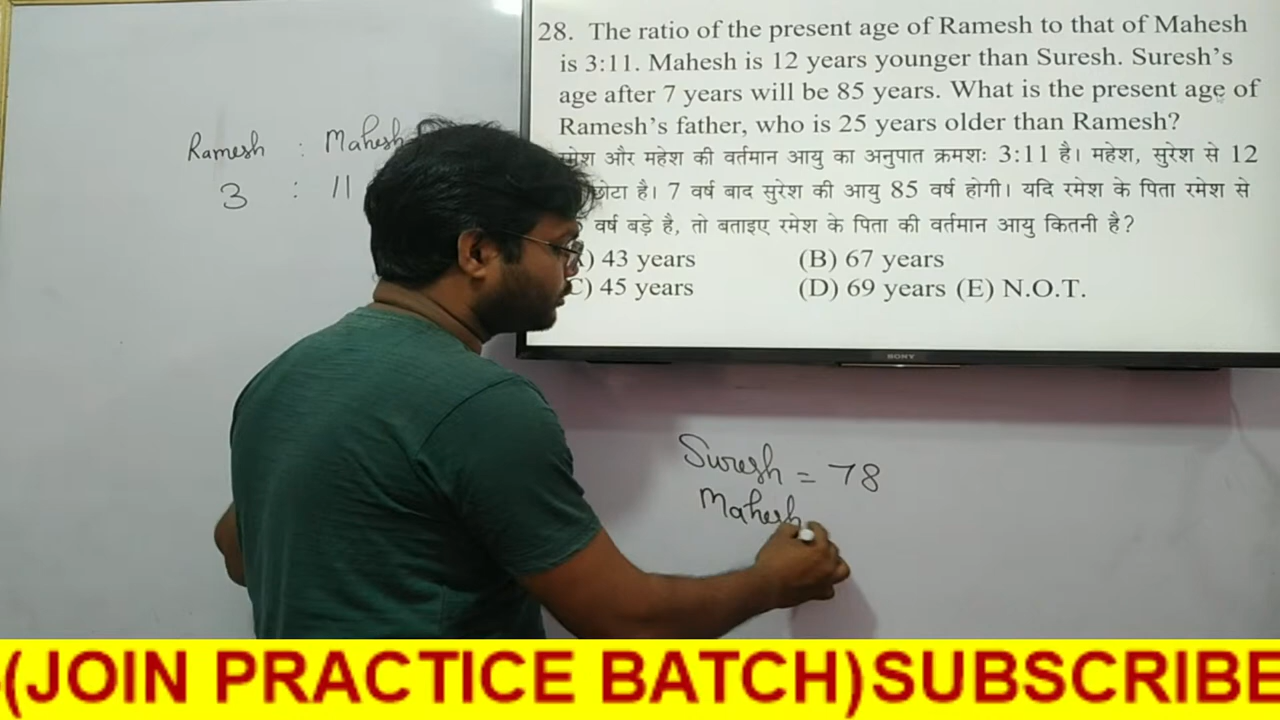 28. The ratio of the present age of Ramesh to that of Mahesh
is 3:11. Mahesh is 12 years younger than Suresh. Suresh's
age after 7 years will be 85 years. What is the present age of
Ramesh's father, who is 25 years older than Ramesh?
और महेश की वर्तमान आयु का अनुपात क्रमशः 3:11 है। महेश, सुरेश से 12
छोटा है। 7 वर्ष बाद सुरेश की आयु 85 वर्ष होगी। यदि रमेश के पिता रमेश से
वर्ष बड़े है, तो बताइए रमेश के पिता की वर्तमान आयु कितनी है?
) 43 years (B) 67 years
C) 45 years (D) 69 years (E) N.O.T.
SONY
Ramesh : Mahesh
3 : 11
Suresh = 78
Mahesh
(JOIN PRACTICE BATCH)SUBSCRIBE